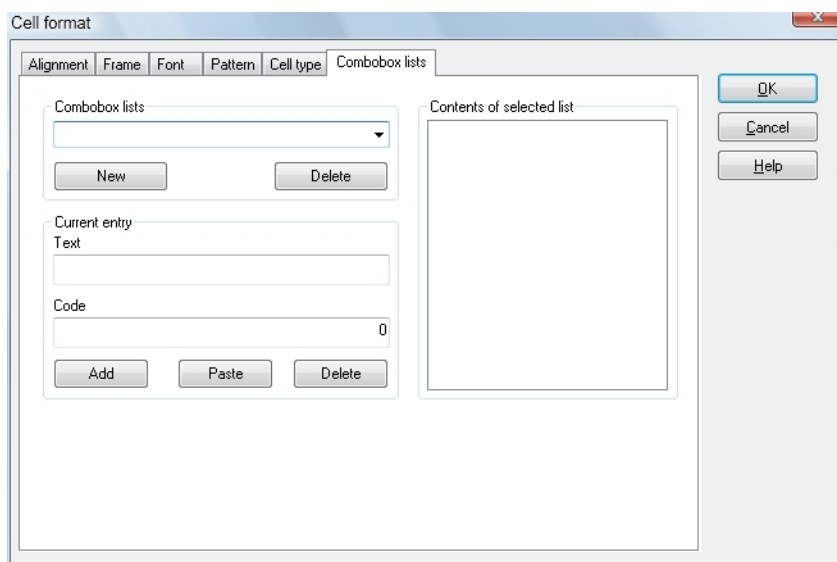 Cell format
Alignment Frame Font Pattern Cell type Combobox lists
Combobox lists
New Delete
Current entry
Text
Code
0
Add Paste Delete
Contents of selected list
OK
Cancel
Help